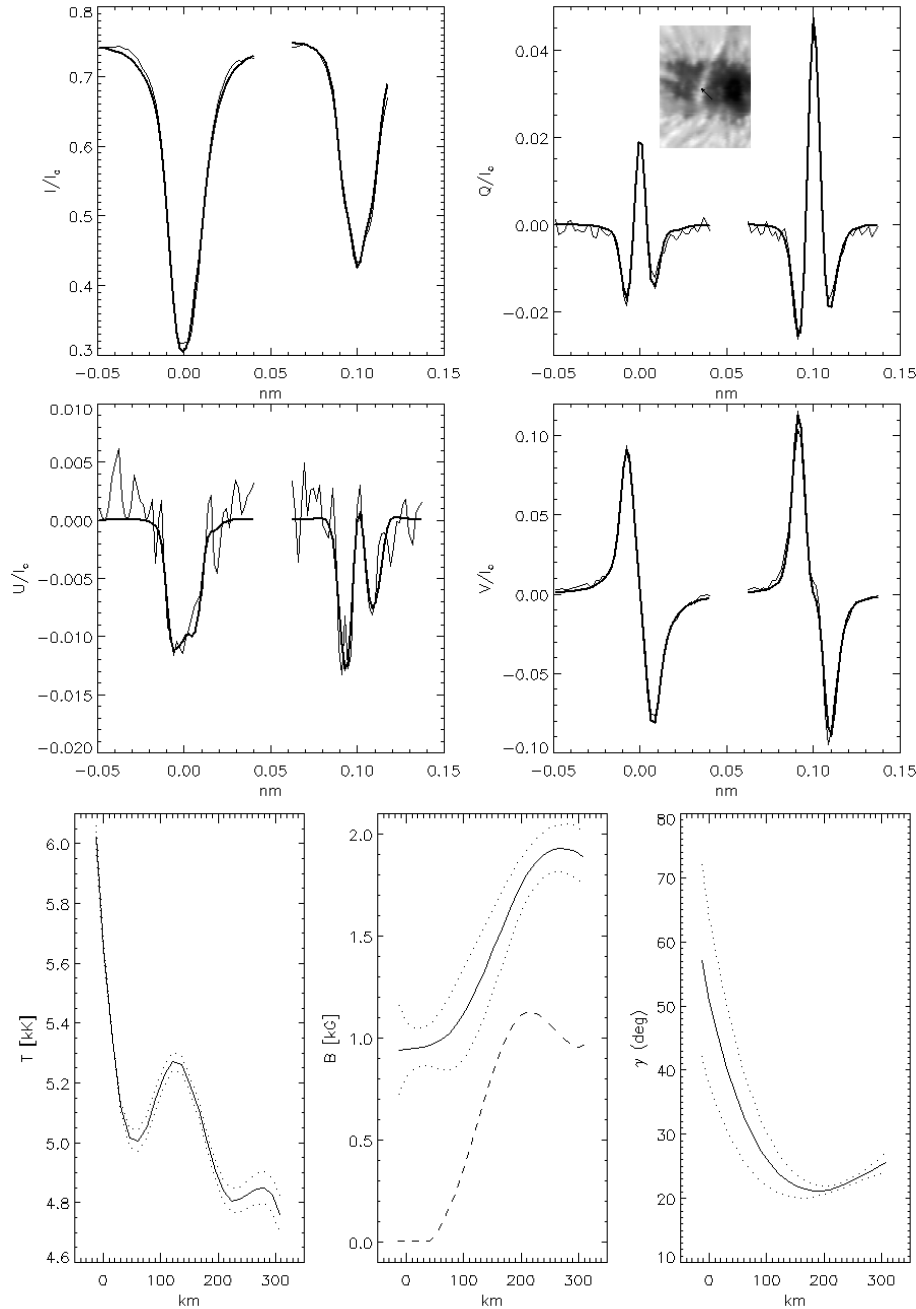 0.8
0.7
0.6
0.5
0.4
0.3
I/Ic
-0.05 0.00 0.05 0.10 0.15
nm
0.04
0.02
0.00
-0.02
Q/Ic
-0.05 0.00 0.05 0.10 0.15
nm
0.010
0.005
0.000
-0.005
-0.010
-0.015
-0.020
U/Ic
-0.05 0.00 0.05 0.10 0.15
nm
0.10
0.05
0.00
-0.05
-0.10
V/Ic
-0.05 0.00 0.05 0.10 0.15
nm
6.0
5.8
5.6
5.4
5.2
5.0
4.8
4.6
T [kK]
0 100 200 300
km
2.0
1.5
1.0
0.5
0.0
B [kG]
0 100 200 300
km
80
70
60
50
40
30
20
10
γ (deg)
0 100 200 300
km